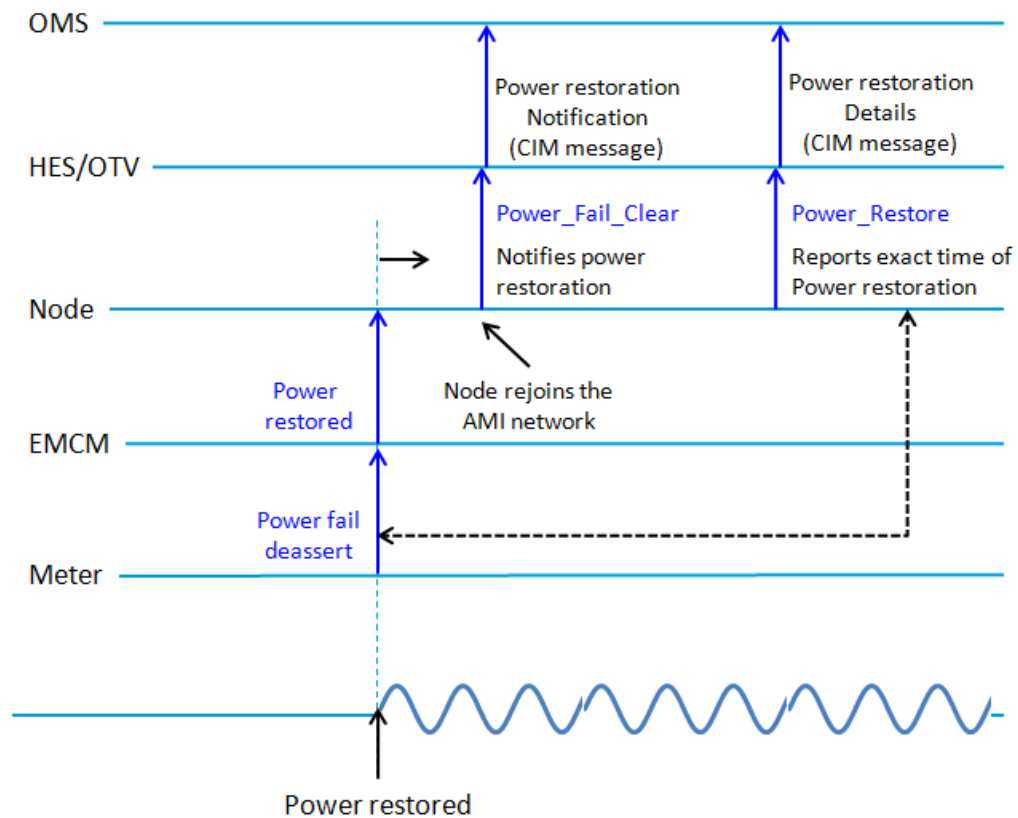 OMS
Power restoration
Notification
(CIM message)
Power restoration
Details
(CIM message)
HES/OTV
Power_Fail_Clear
Notifies power
restoration
Power_Restore
Reports exact time of
Power restoration
Node
Power
restored
Node rejoins the
AMI network
EMCM
Power fail
deassert
Meter
Power restored